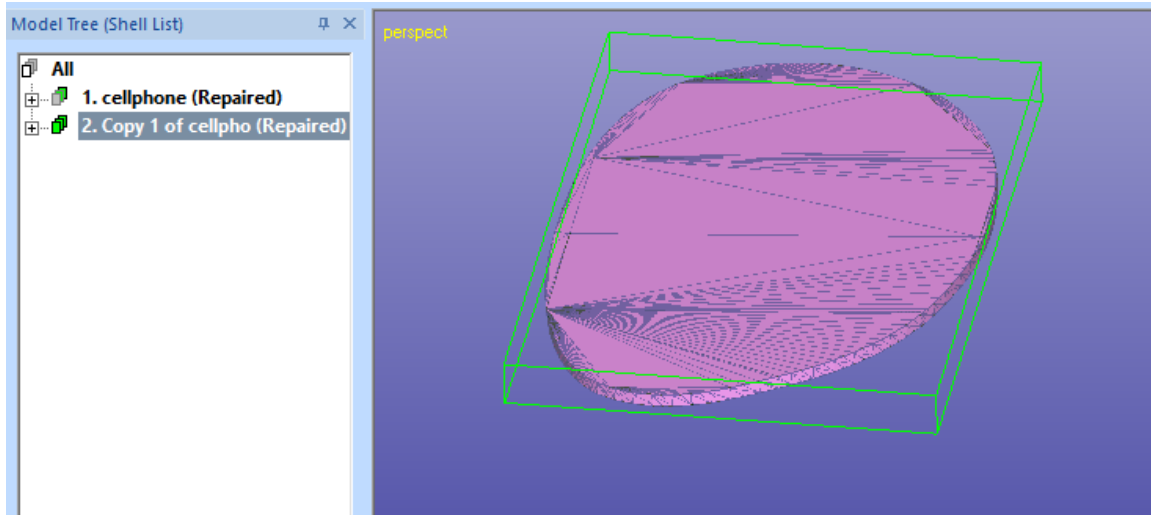 Model Tree (Shell List)
All
1. cellphone (Repaired)
2. Copy 1 of cellpho (Repaired)
perspect